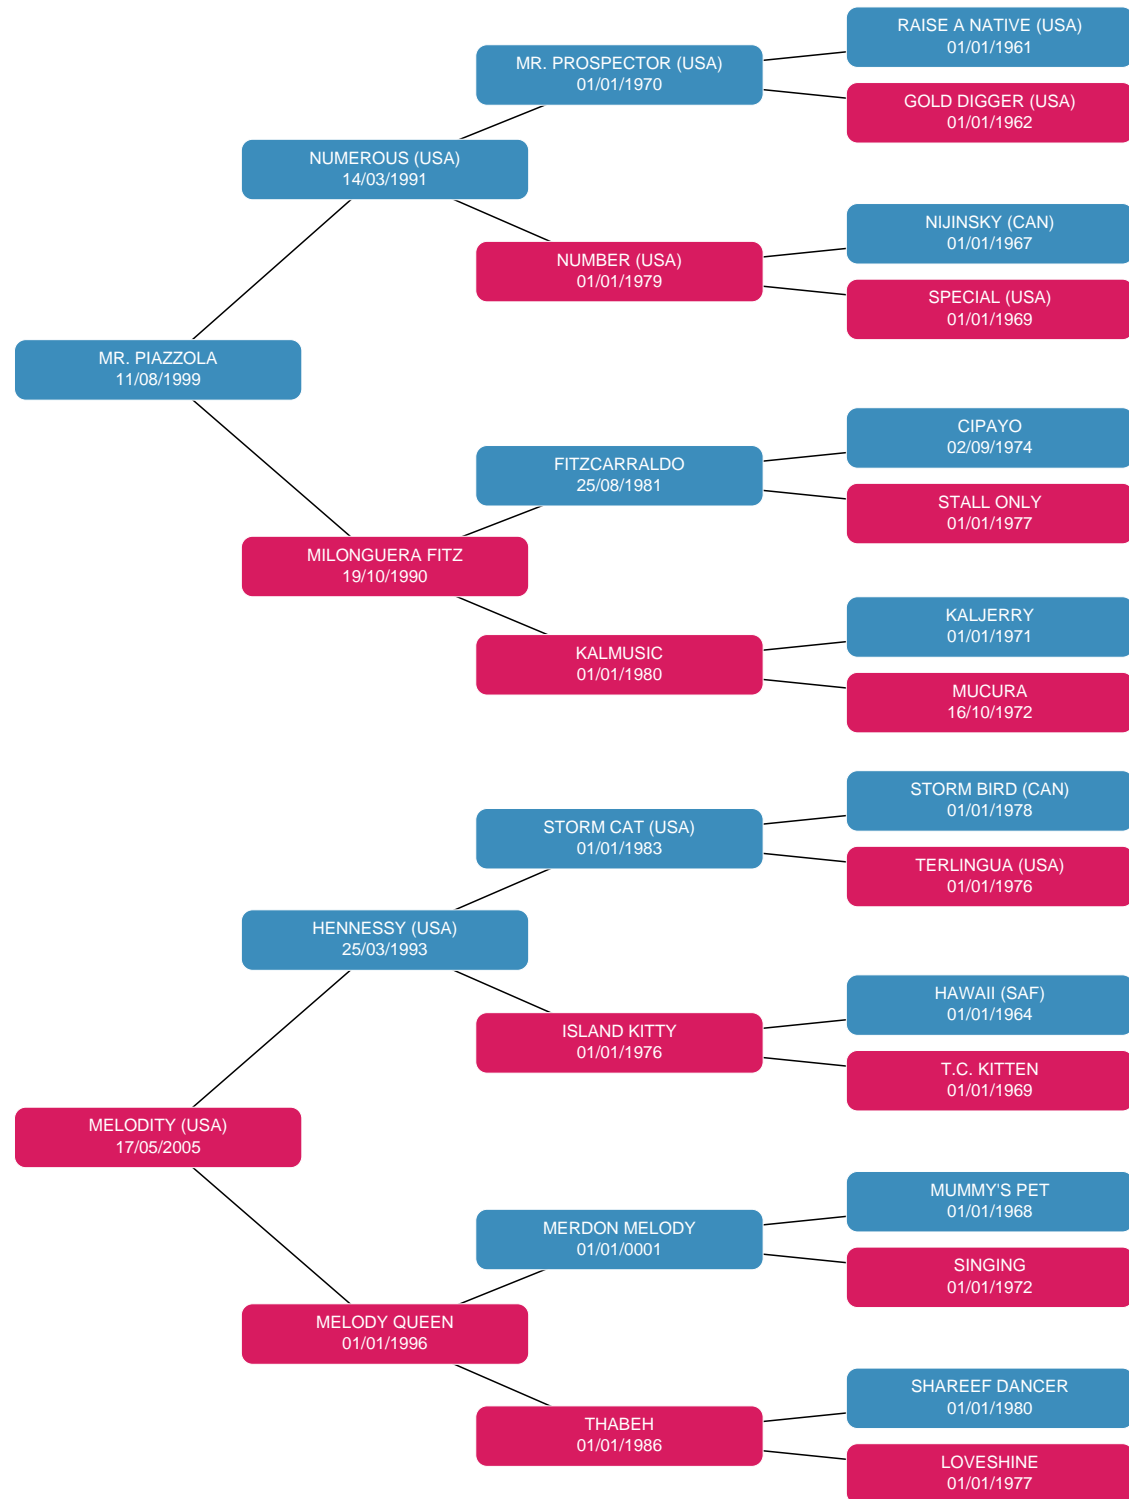 RAISE A NATIVE (USA)
01/01/1961
MR. PROSPECTOR (USA)
01/01/1970
GOLD DIGGER (USA)
01/01/1962
NUMEROUS (USA)
14/03/1991
NIJINSKY (CAN)
01/01/1967
NUMBER (USA)
01/01/1979
SPECIAL (USA)
01/01/1969
MR. PIAZZOLA
11/08/1999
CIPAYO
02/09/1974
FITZCARRALDO
25/08/1981
STALL ONLY
01/01/1977
MILONGUERA FITZ
19/10/1990
KALJERRY
01/01/1971
KALMUSIC
01/01/1980
MUCURA
16/10/1972
STORM BIRD (CAN)
01/01/1978
STORM CAT (USA)
01/01/1983
TERLINGUA (USA)
01/01/1976
HENNESSY (USA)
25/03/1993
HAWAII (SAF)
01/01/1964
ISLAND KITTY
01/01/1976
T.C. KITTEN
01/01/1969
MELODITY (USA)
17/05/2005
MUMMY'S PET
01/01/1968
MERDON MELODY
01/01/0001
SINGING
01/01/1972
MELODY QUEEN
01/01/1996
SHAREEF DANCER
01/01/1980
THABEH
01/01/1986
LOVESHINE
01/01/1977